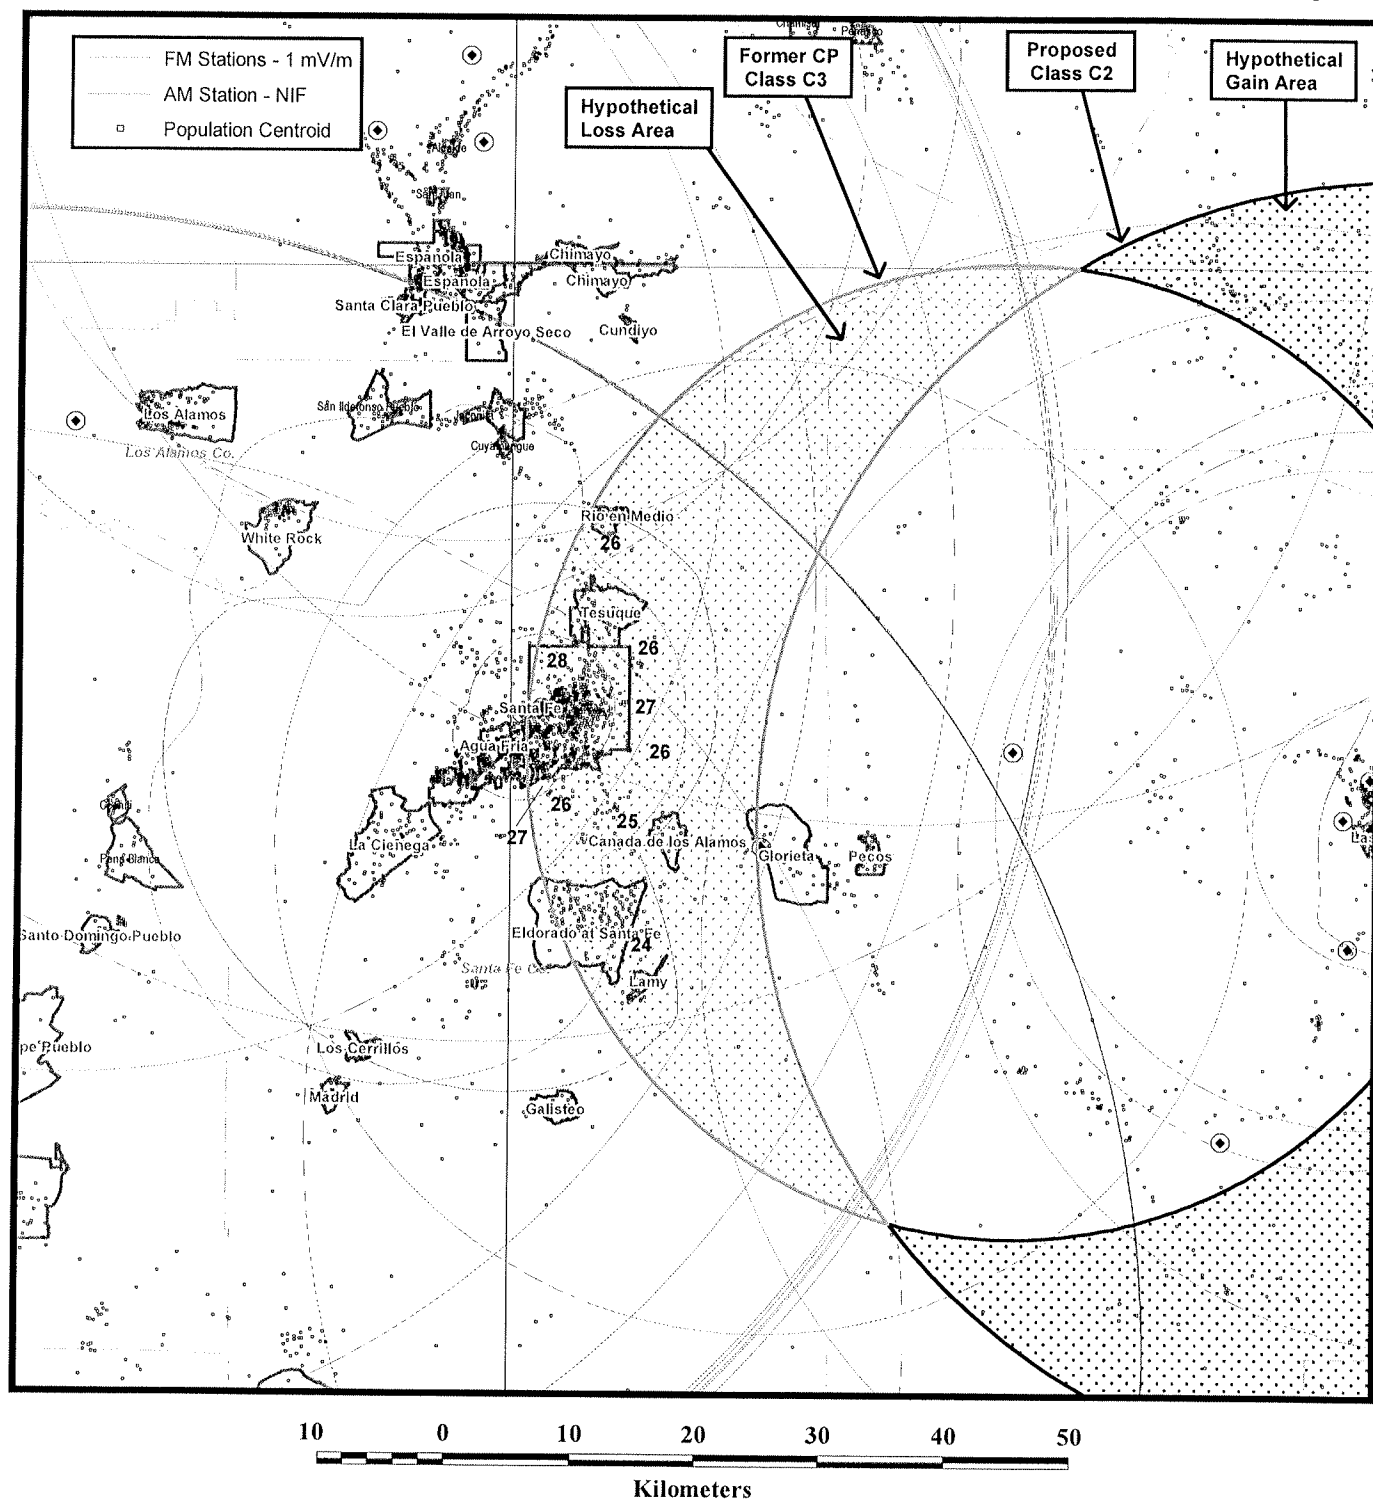 Former CP
Class C3
Proposed
Class C2
Hypothetical
Gain Area
Hypothetical
Loss Area
FM Stations - 1 mV/m
AM Station - NIF
Population Centroid
Alcalde
San Juan
Española
Chimayo
Española
Chimayo
Santa Clara Pueblo
El Valle de Arroyo Seco
Cundiyo
Los Alamos
San Ildefonso Pueblo
Los Alamos Co.
Cuyamungue
Rio en Medio
White Rock
26
Tesuque
26
28
Santa Fe
27
Agua Fria
26
26
25
27
La Cienega
Canada de los Alamos
Glorieta
Pecos
Pena Blanca
Santo Domingo Pueblo
Eldorado at Santa Fe
24
Santa Fe Co.
Lamy
pe Pueblo
Los Cerrillos
Madrid
Galisteo
10 0 10 20 30 40 50
Kilometers